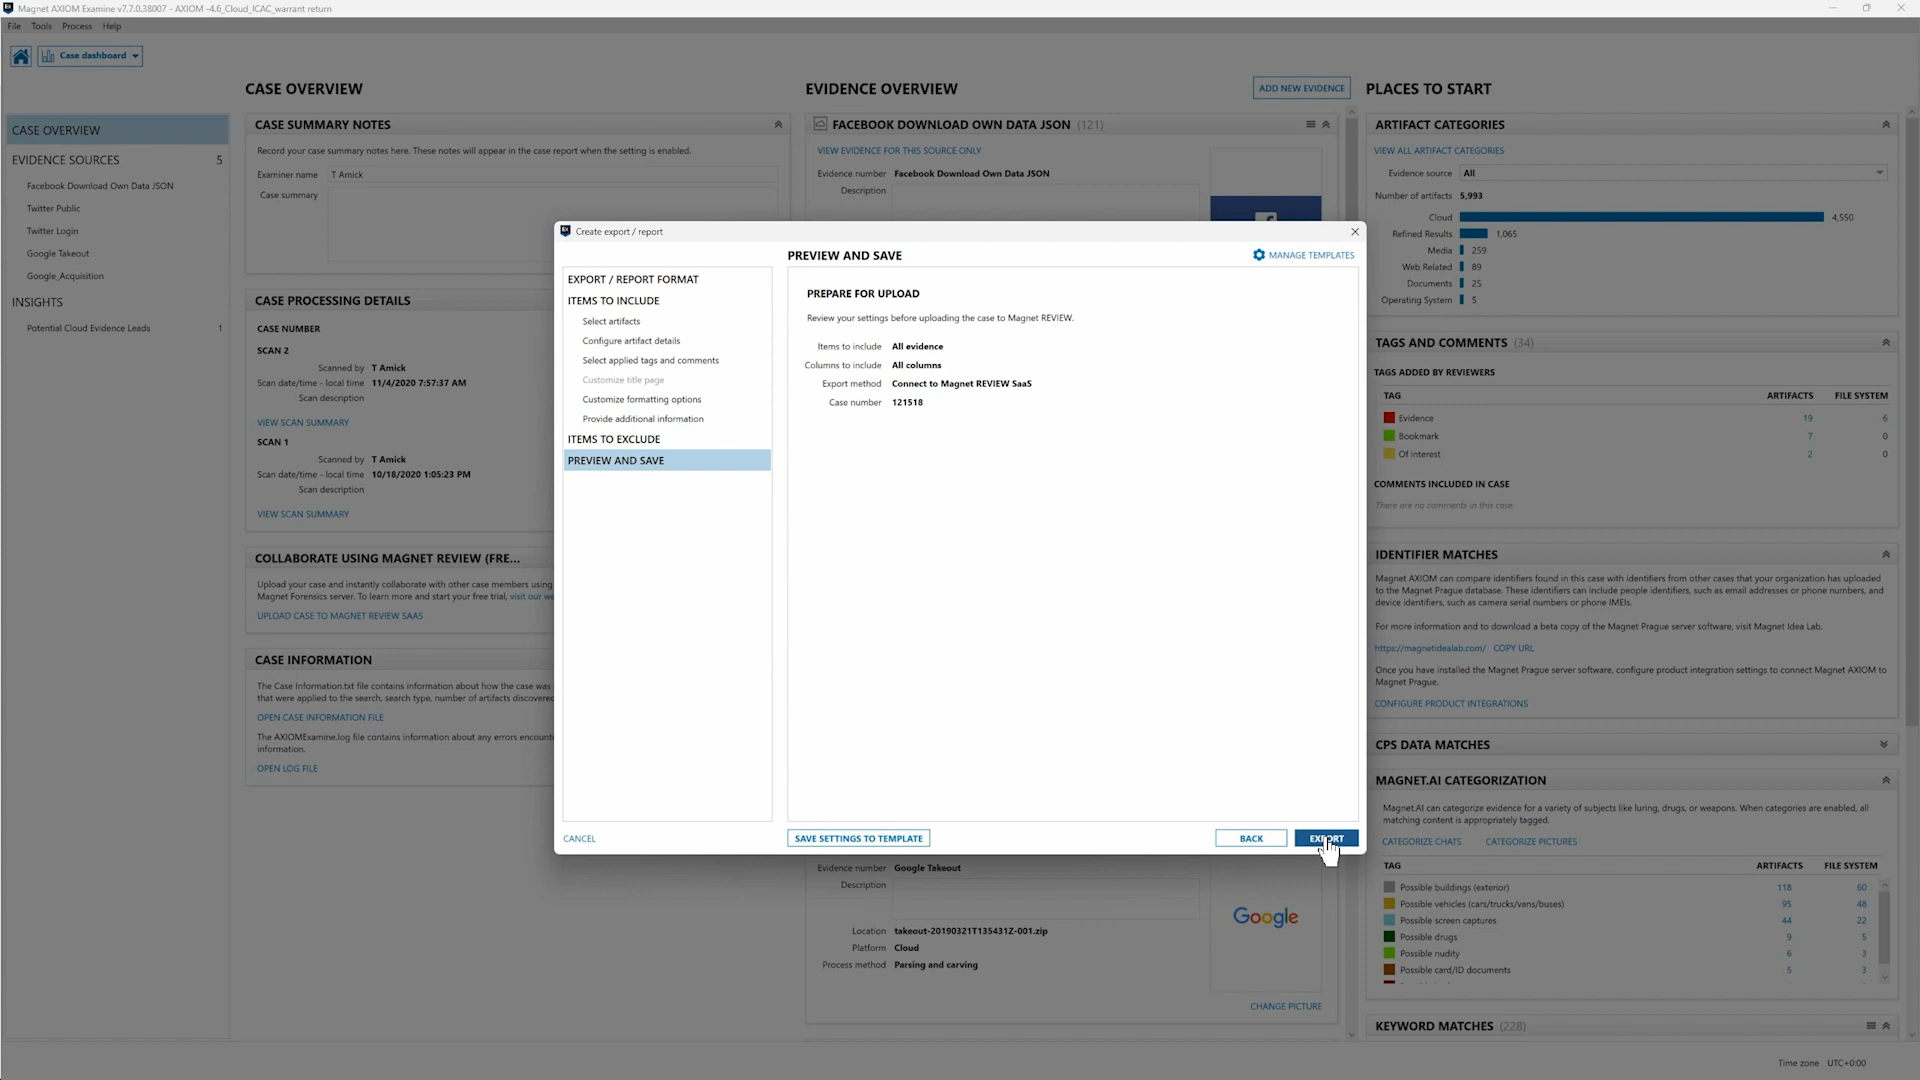 Magnet AXIOM Examine v7.7.0.38007 - AXIOM -4.6_Cloud_ICAC_warrant return
File Tools Process Help
Case dashboard
CASE OVERVIEW
EVIDENCE SOURCES 5
Facebook Download Own Data JSON
Twitter Public
Twitter Login
Google Takeout
Google_Acquisition
INSIGHTS
Potential Cloud Evidence Leads 1
CASE OVERVIEW
CASE SUMMARY NOTES
Record your case summary notes here. These notes will appear in the case report when the setting is enabled.
Examiner name T Amick
Case summary
CASE PROCESSING DETAILS
CASE NUMBER
SCAN 2
Scanned by T Amick
Scan date/time - local time 11/4/2020 7:57:37 AM
Scan description
VIEW SCAN SUMMARY
SCAN 1
Scanned by T Amick
Scan date/time - local time 10/18/2020 1:05:23 PM
Scan description
VIEW SCAN SUMMARY
COLLABORATE USING MAGNET REVIEW (FRE...
Upload your case and instantly collaborate with other case members using
Magnet Forensics server. To learn more and start your free trial, visit our we
UPLOAD CASE TO MAGNET REVIEW SAAS
CASE INFORMATION
The Case Information.txt file contains information about how the case was
that were applied to the search, search type, number of artifacts discovered
OPEN CASE INFORMATION FILE
The AXIOMExamine.log file contains information about any errors encounte
information.
OPEN LOG FILE
EVIDENCE OVERVIEW
ADD NEW EVIDENCE
FACEBOOK DOWNLOAD OWN DATA JSON (121)
VIEW EVIDENCE FOR THIS SOURCE ONLY
Evidence number Facebook Download Own Data JSON
Description
Create export / report
EXPORT / REPORT FORMAT
ITEMS TO INCLUDE
Select artifacts
Configure artifact details
Select applied tags and comments
Customize title page
Customize formatting options
Provide additional information
ITEMS TO EXCLUDE
PREVIEW AND SAVE
PREVIEW AND SAVE
MANAGE TEMPLATES
PREPARE FOR UPLOAD
Review your settings before uploading the case to Magnet REVIEW.
Items to include All evidence
Columns to include All columns
Export method Connect to Magnet REVIEW SaaS
Case number 121518
CANCEL
SAVE SETTINGS TO TEMPLATE
BACK
EXPORT
Evidence number Google Takeout
Description
Google
Location takeout-20190321T135431Z-001.zip
Platform Cloud
Process method Parsing and carving
CHANGE PICTURE
PLACES TO START
ARTIFACT CATEGORIES
VIEW ALL ARTIFACT CATEGORIES
Evidence source All
Number of artifacts 5,993
Cloud 4,550
Refined Results 1,065
Media 259
Web Related 89
Documents 25
Operating System 5
TAGS AND COMMENTS (34)
TAGS ADDED BY REVIEWERS
TAG ARTIFACTS FILE SYSTEM
Evidence 19 6
Bookmark 7 0
Of interest 2 0
COMMENTS INCLUDED IN CASE
There are no comments in this case.
IDENTIFIER MATCHES
Magnet AXIOM can compare identifiers found in this case with identifiers from other cases that your organization has uploaded
to the Magnet Prague database. These identifiers can include people identifiers, such as email addresses or phone numbers, and
device identifiers, such as camera serial numbers or phone IMEIs.
For more information and to download a beta copy of the Magnet Prague server software, visit Magnet Idea Lab.
https://magnetidealab.com/ COPY URL
Once you have installed the Magnet Prague server software, configure product integration settings to connect Magnet AXIOM to
Magnet Prague.
CONFIGURE PRODUCT INTEGRATIONS
CPS DATA MATCHES
MAGNET.AI CATEGORIZATION
Magnet.AI can categorize evidence for a variety of subjects like luring, drugs, or weapons. When categories are enabled, all
matching content is appropriately tagged.
CATEGORIZE CHATS CATEGORIZE PICTURES
TAG ARTIFACTS FILE SYSTEM
Possible buildings (exterior) 118 60
Possible vehicles (cars/trucks/vans/buses) 95 48
Possible screen captures 44 22
Possible drugs 9 5
Possible nudity 6 3
Possible card/ID documents 5 3
KEYWORD MATCHES (228)
Time zone UTC+0:00